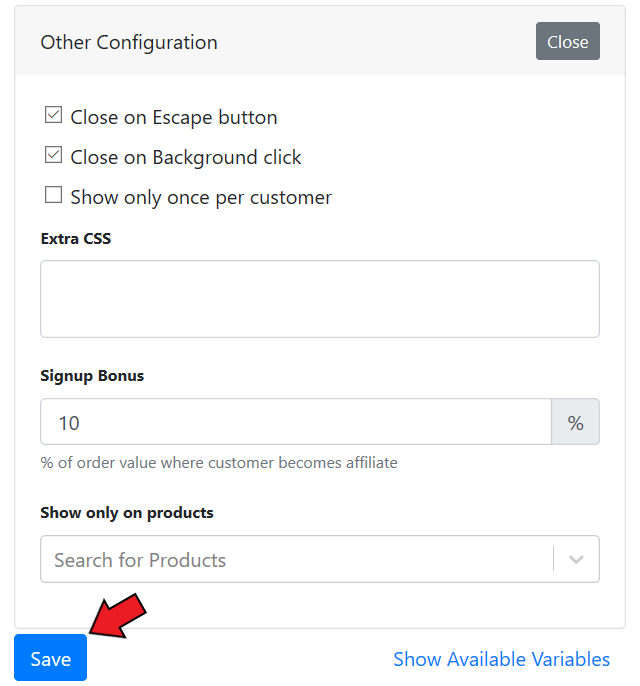 Other Configuration
Close
Close on Escape button
Close on Background click
Show only once per customer
Extra CSS
Signup Bonus
10
%
% of order value where customer becomes affiliate
Show only on products
Search for Products
Save
Show Available Variables